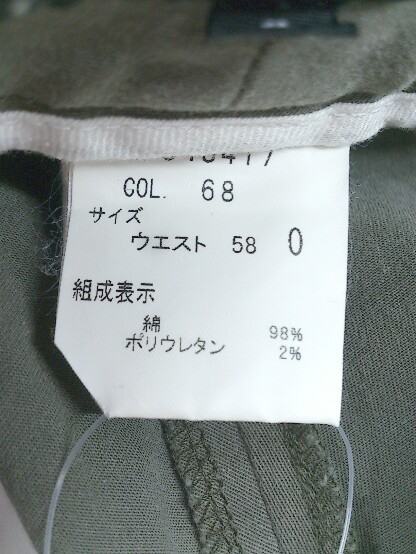 COL. 68
サイズ
ウエスト 58 0
組成表示
綿 98%
ポリウレタン 2%